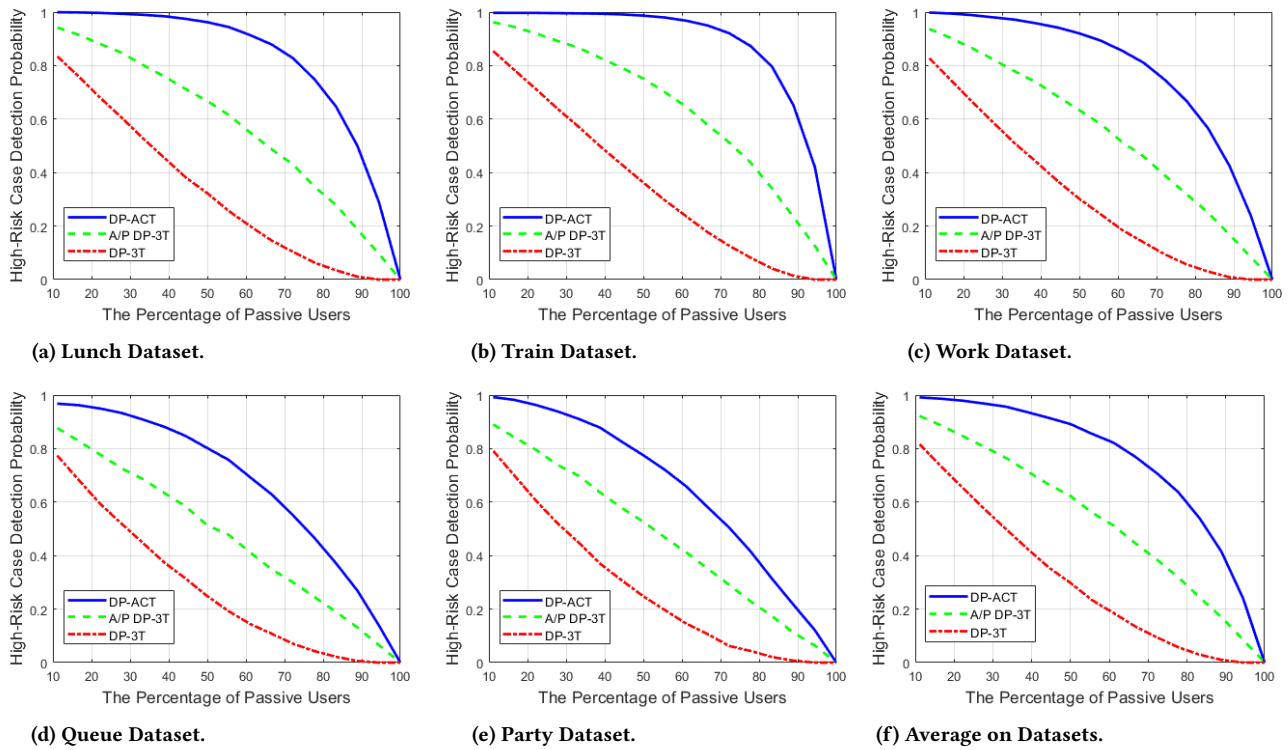 1
0.8
0.6
0.4
0.2
0
10 20 30 40 50 60 70 80 90 100
High-Risk Case Detection Probability
The Percentage of Passive Users
DP-ACT
A/P DP-3T
DP-3T
(a) Lunch Dataset.
1
0.8
0.6
0.4
0.2
0
10 20 30 40 50 60 70 80 90 100
High-Risk Case Detection Probability
The Percentage of Passive Users
DP-ACT
A/P DP-3T
DP-3T
(b) Train Dataset.
1
0.8
0.6
0.4
0.2
0
10 20 30 40 50 60 70 80 90 100
High-Risk Case Detection Probability
The Percentage of Passive Users
DP-ACT
A/P DP-3T
DP-3T
(c) Work Dataset.
1
0.8
0.6
0.4
0.2
0
10 20 30 40 50 60 70 80 90 100
High-Risk Case Detection Probability
The Percentage of Passive Users
DP-ACT
A/P DP-3T
DP-3T
(d) Queue Dataset.
1
0.8
0.6
0.4
0.2
0
10 20 30 40 50 60 70 80 90 100
High-Risk Case Detection Probability
The Percentage of Passive Users
DP-ACT
A/P DP-3T
DP-3T
(e) Party Dataset.
1
0.8
0.6
0.4
0.2
0
10 20 30 40 50 60 70 80 90 100
High-Risk Case Detection Probability
The Percentage of Passive Users
DP-ACT
A/P DP-3T
DP-3T
(f) Average on Datasets.